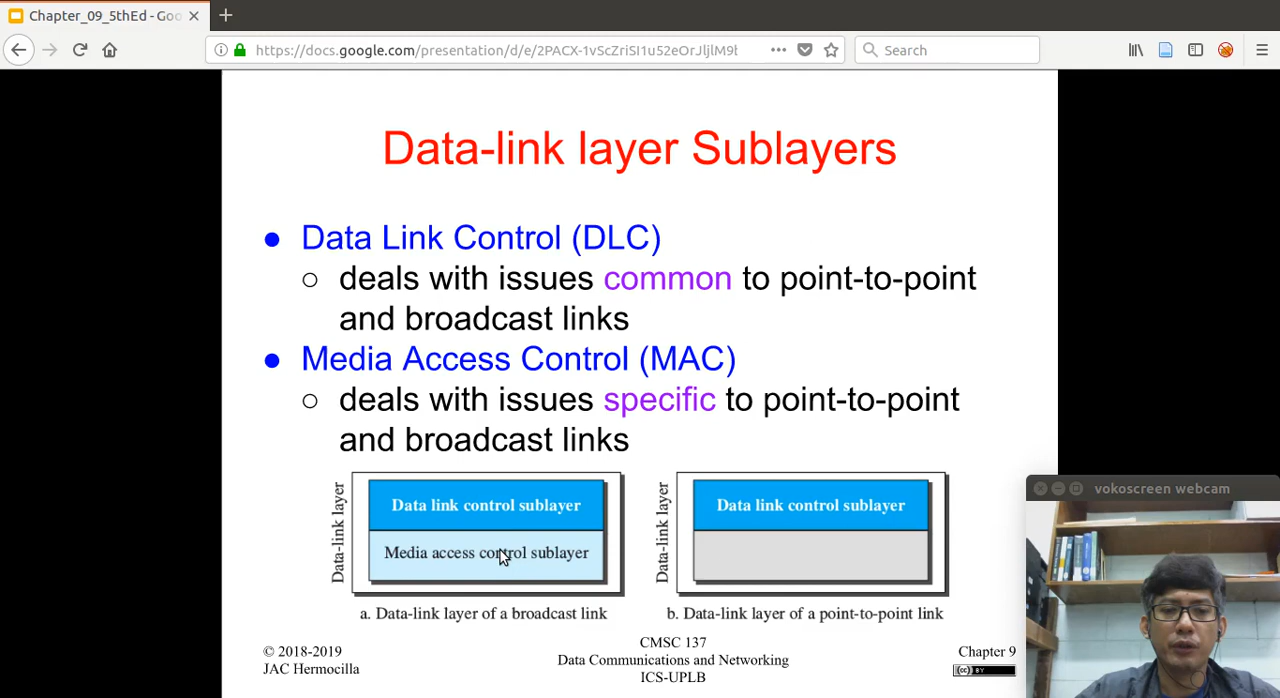 Chapter_09_5thEd - Goo
https://docs.google.com/presentation/d/e/2PACX-1vScZriSI1u52eOrJljlM9b
Search
Data-link layer Sublayers
● Data Link Control (DLC)
○ deals with issues common to point-to-point
and broadcast links
● Media Access Control (MAC)
○ deals with issues specific to point-to-point
and broadcast links
Data-link layer
Data link control sublayer
Media access control sublayer
a. Data-link layer of a broadcast link
Data-link layer
Data link control sublayer
b. Data-link layer of a point-to-point link
© 2018-2019
JAC Hermocilla
CMSC 137
Data Communications and Networking
ICS-UPLB
Chapter 9
(cc) BY
vokoscreen webcam